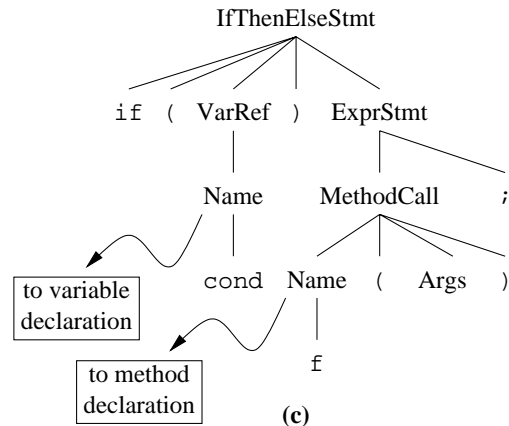 IfThenElseStmt
if ( VarRef ) ExprStmt
Name MethodCall ;
cond Name ( Args )
to variable
declaration
f
to method
declaration
(c)